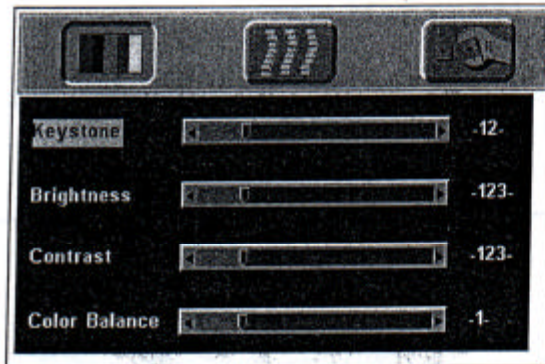 Keystone -12-
Brightness -123-
Contrast -123-
Color Balance -1-